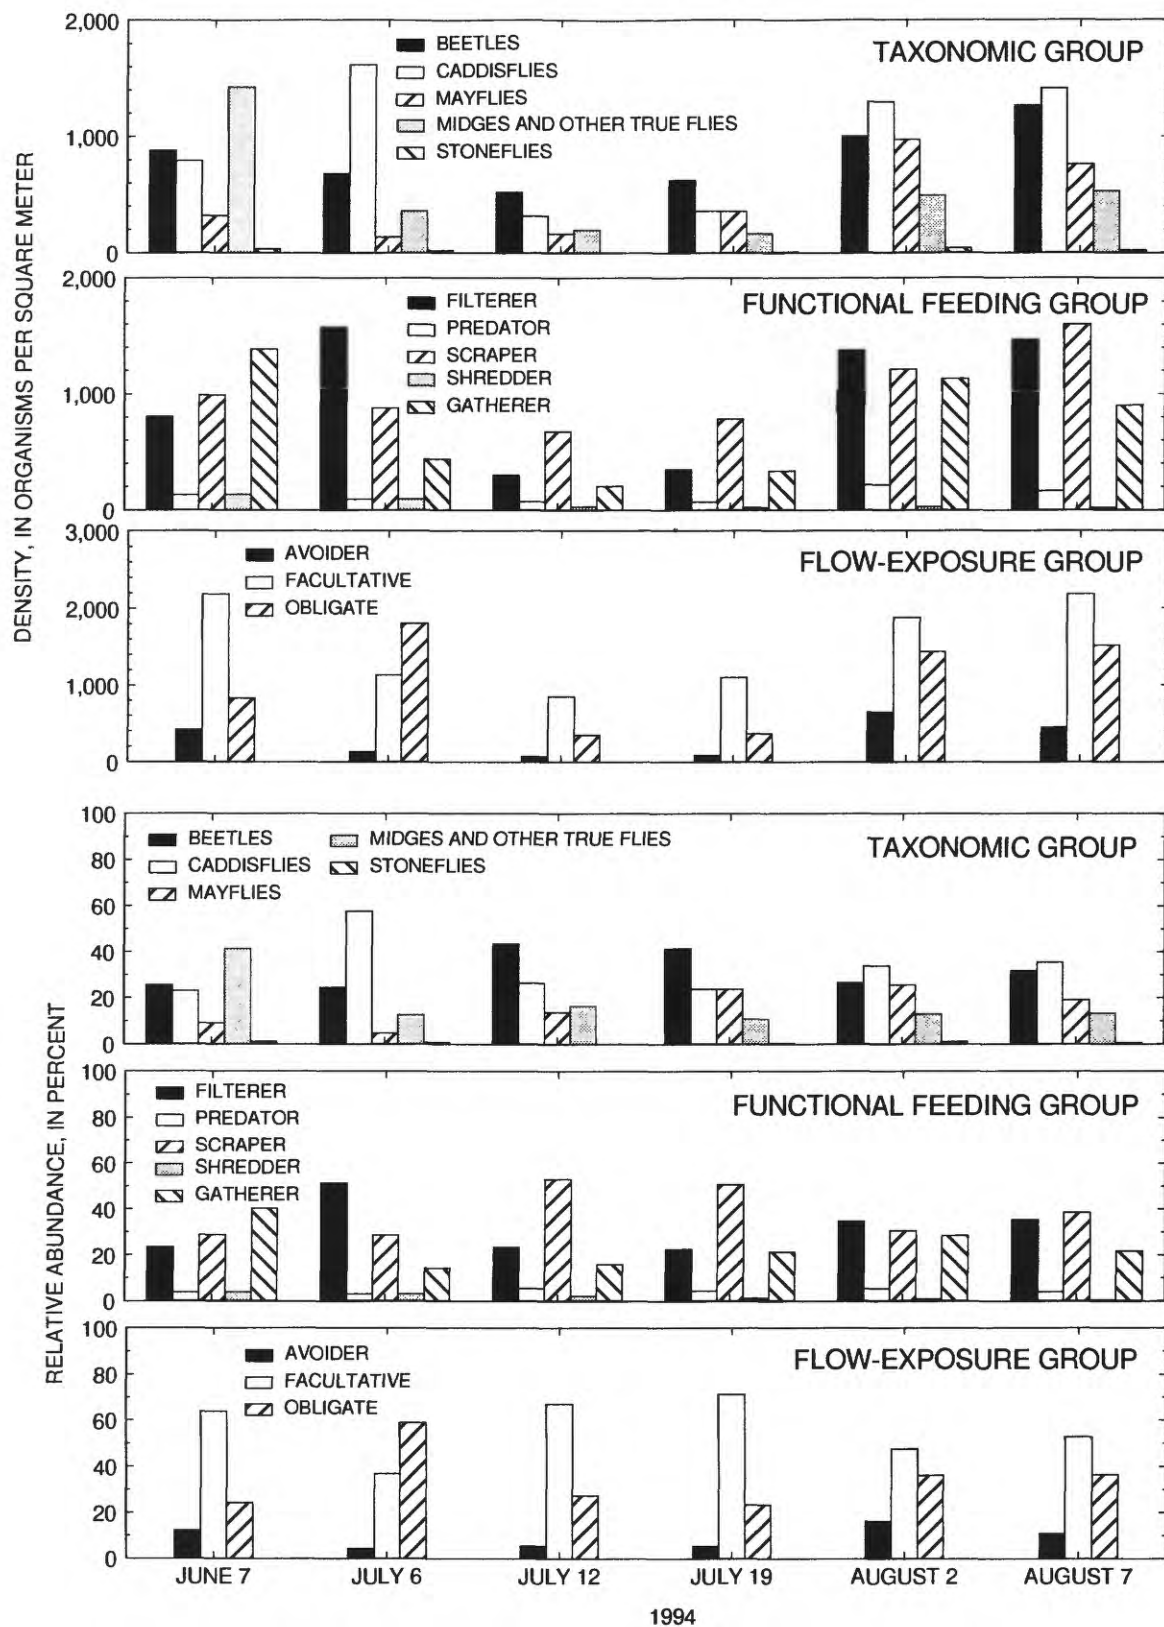 DENSITY, IN ORGANISMS PER SQUARE METER
2,000
1,000
0
BEETLES
CADDISFLIES
MAYFLIES
MIDGES AND OTHER TRUE FLIES
STONEFLIES
TAXONOMIC GROUP
2,000
1,000
0
FILTERER
PREDATOR
SCRAPER
SHREDDER
GATHERER
FUNCTIONAL FEEDING GROUP
3,000
2,000
1,000
0
AVOIDER
FACULTATIVE
OBLIGATE
FLOW-EXPOSURE GROUP
RELATIVE ABUNDANCE, IN PERCENT
100
80
60
40
20
0
BEETLES
CADDISFLIES
MAYFLIES
MIDGES AND OTHER TRUE FLIES
STONEFLIES
TAXONOMIC GROUP
100
80
60
40
20
0
FILTERER
PREDATOR
SCRAPER
SHREDDER
GATHERER
FUNCTIONAL FEEDING GROUP
100
80
60
40
20
0
AVOIDER
FACULTATIVE
OBLIGATE
FLOW-EXPOSURE GROUP
JUNE 7 JULY 6 JULY 12 JULY 19 AUGUST 2 AUGUST 7
1994